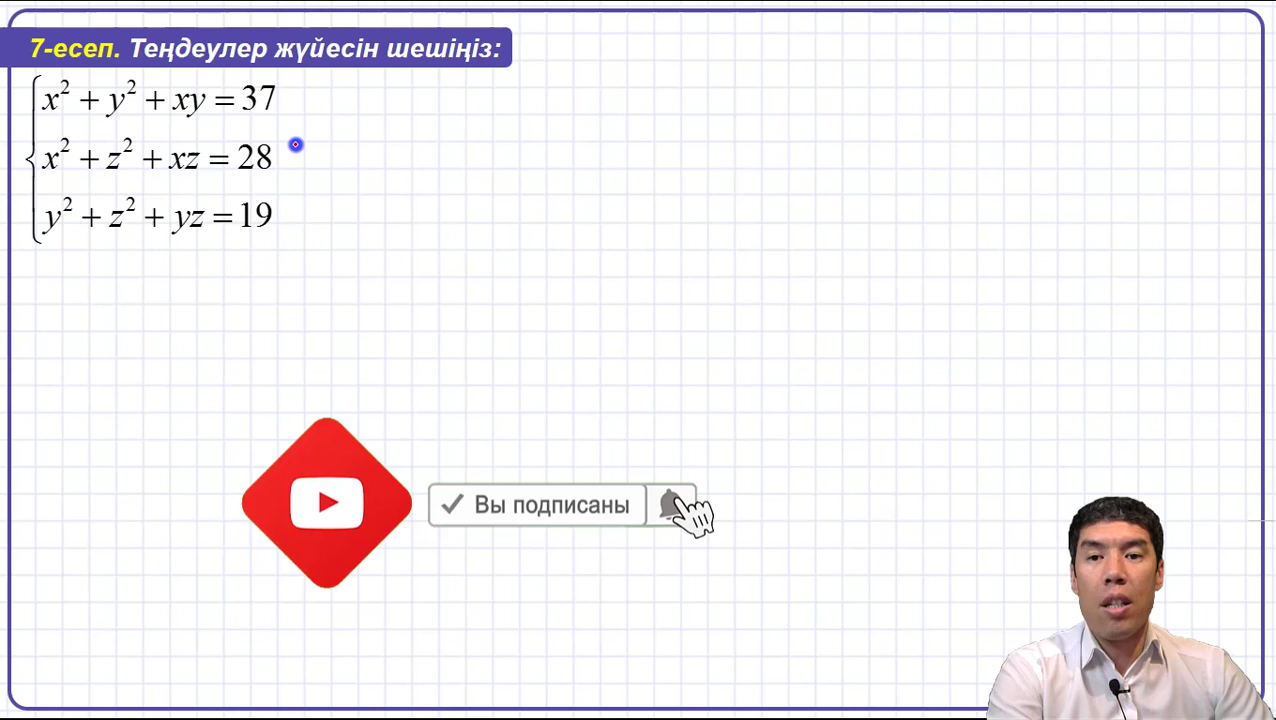 7-есеп. Теңдеулер жүйесін шешіңіз:
x² + y² + xy = 37
x² + z² + xz = 28
y² + z² + yz = 19
Вы подписаны